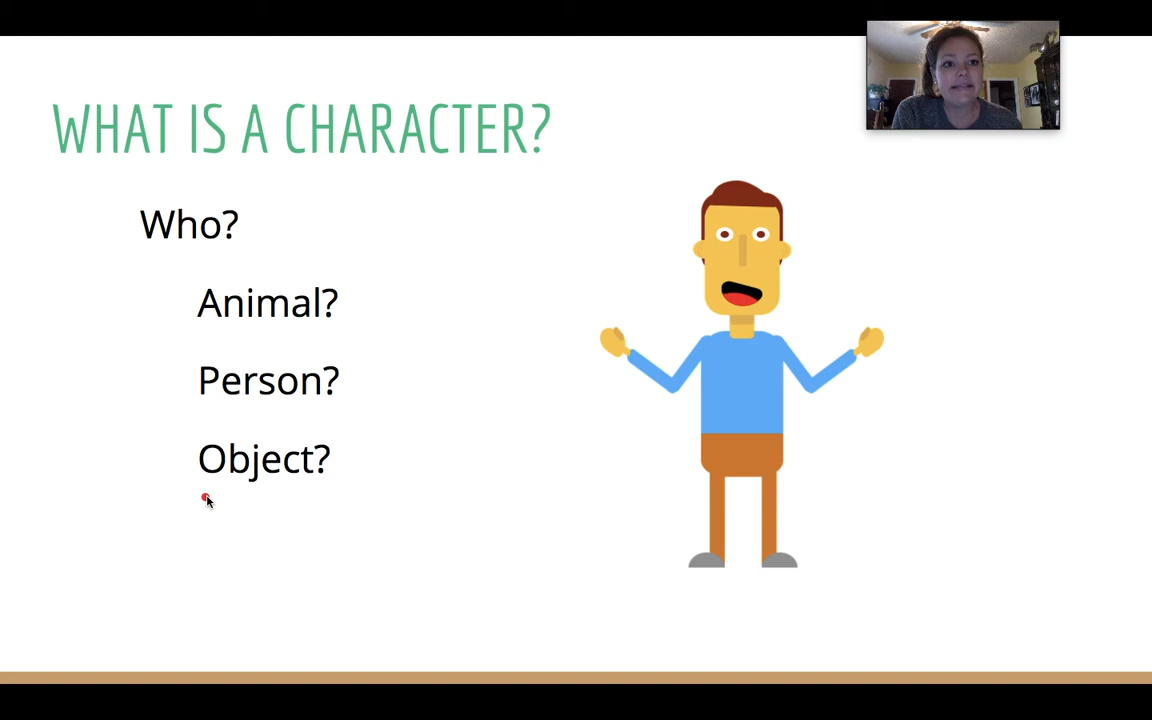 WHAT IS A CHARACTER?
Who?
Animal?
Person?
Object?